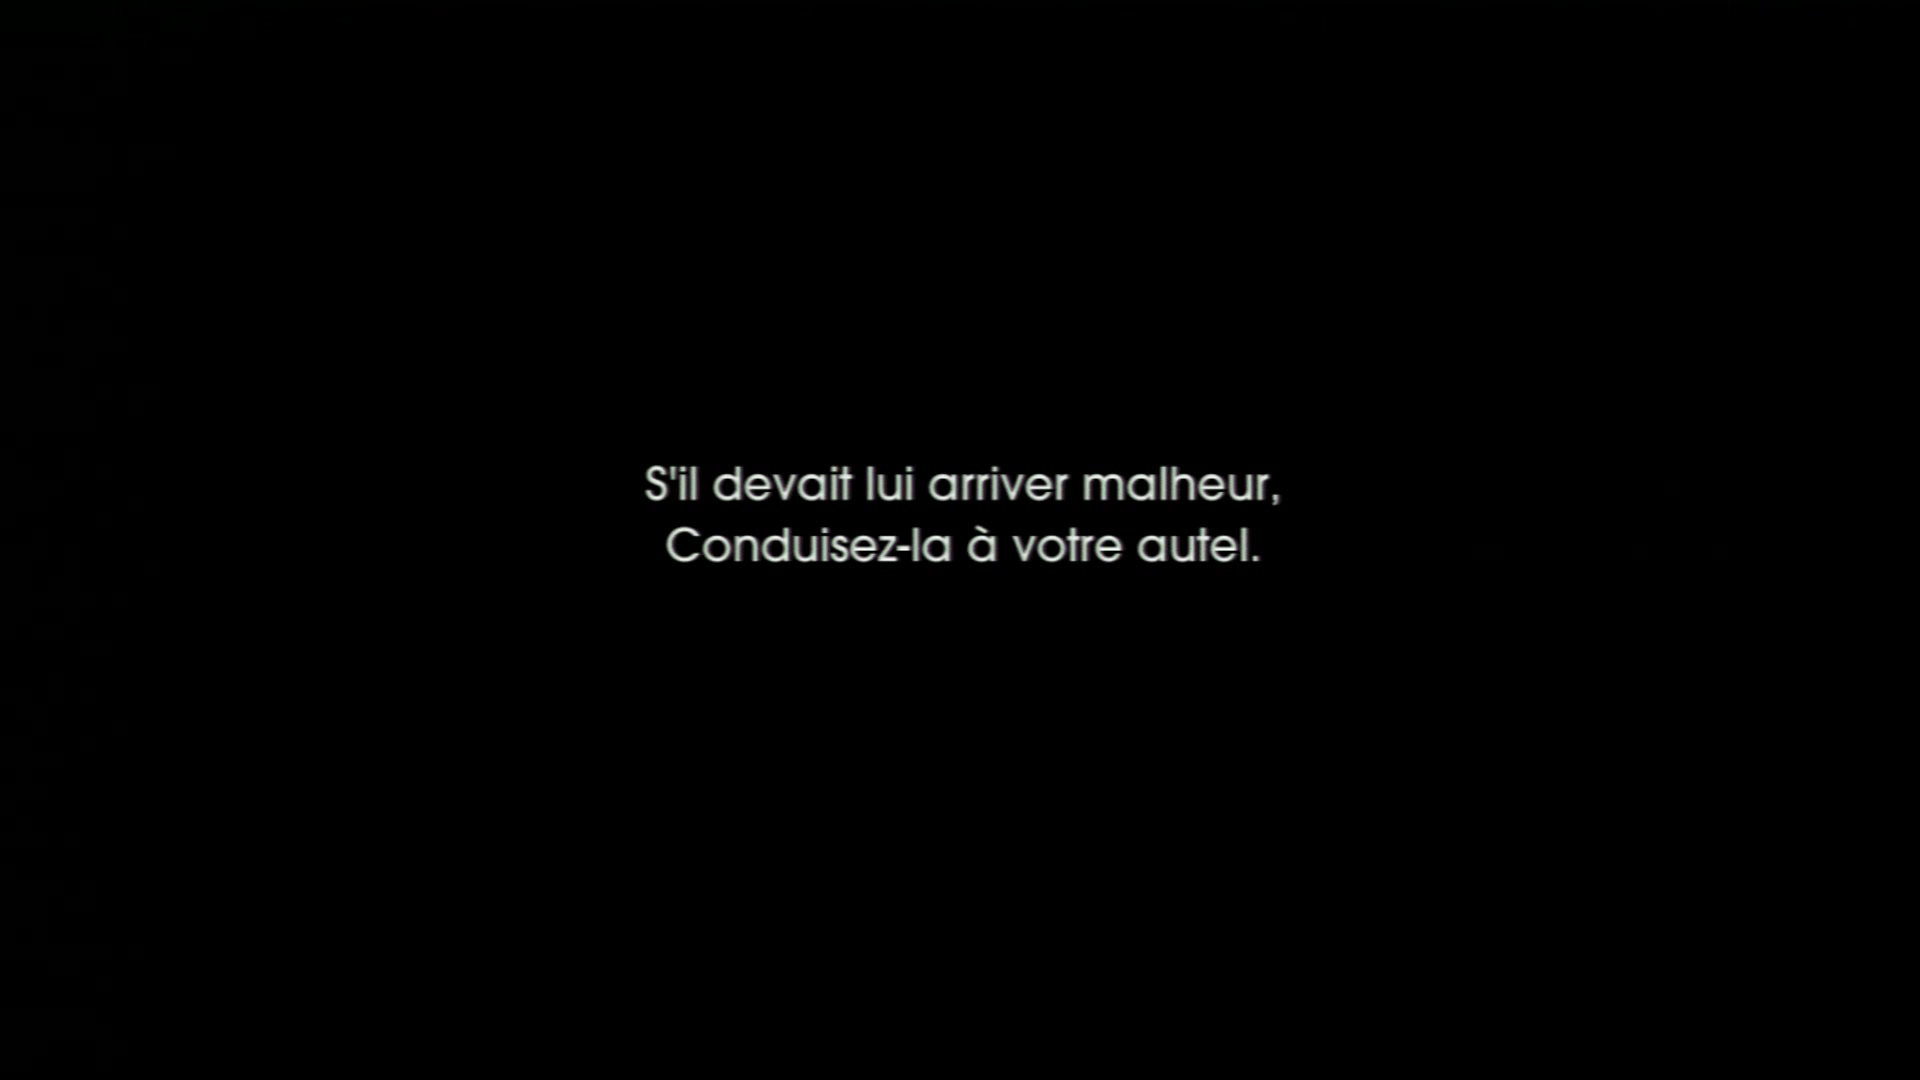 S'il devait lui arriver malheur,
Conduisez-la à votre autel.